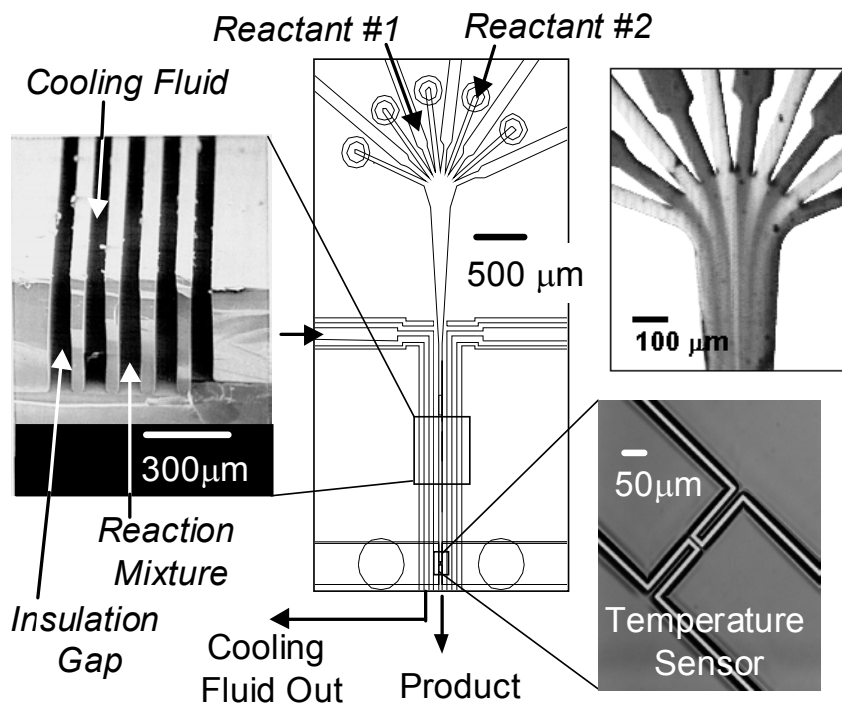 Reactant #1
Reactant #2
Cooling Fluid
500 μm
100 μm
300μm
50μm
Reaction
Mixture
Insulation
Gap
Cooling
Fluid Out
Product
Temperature
Sensor